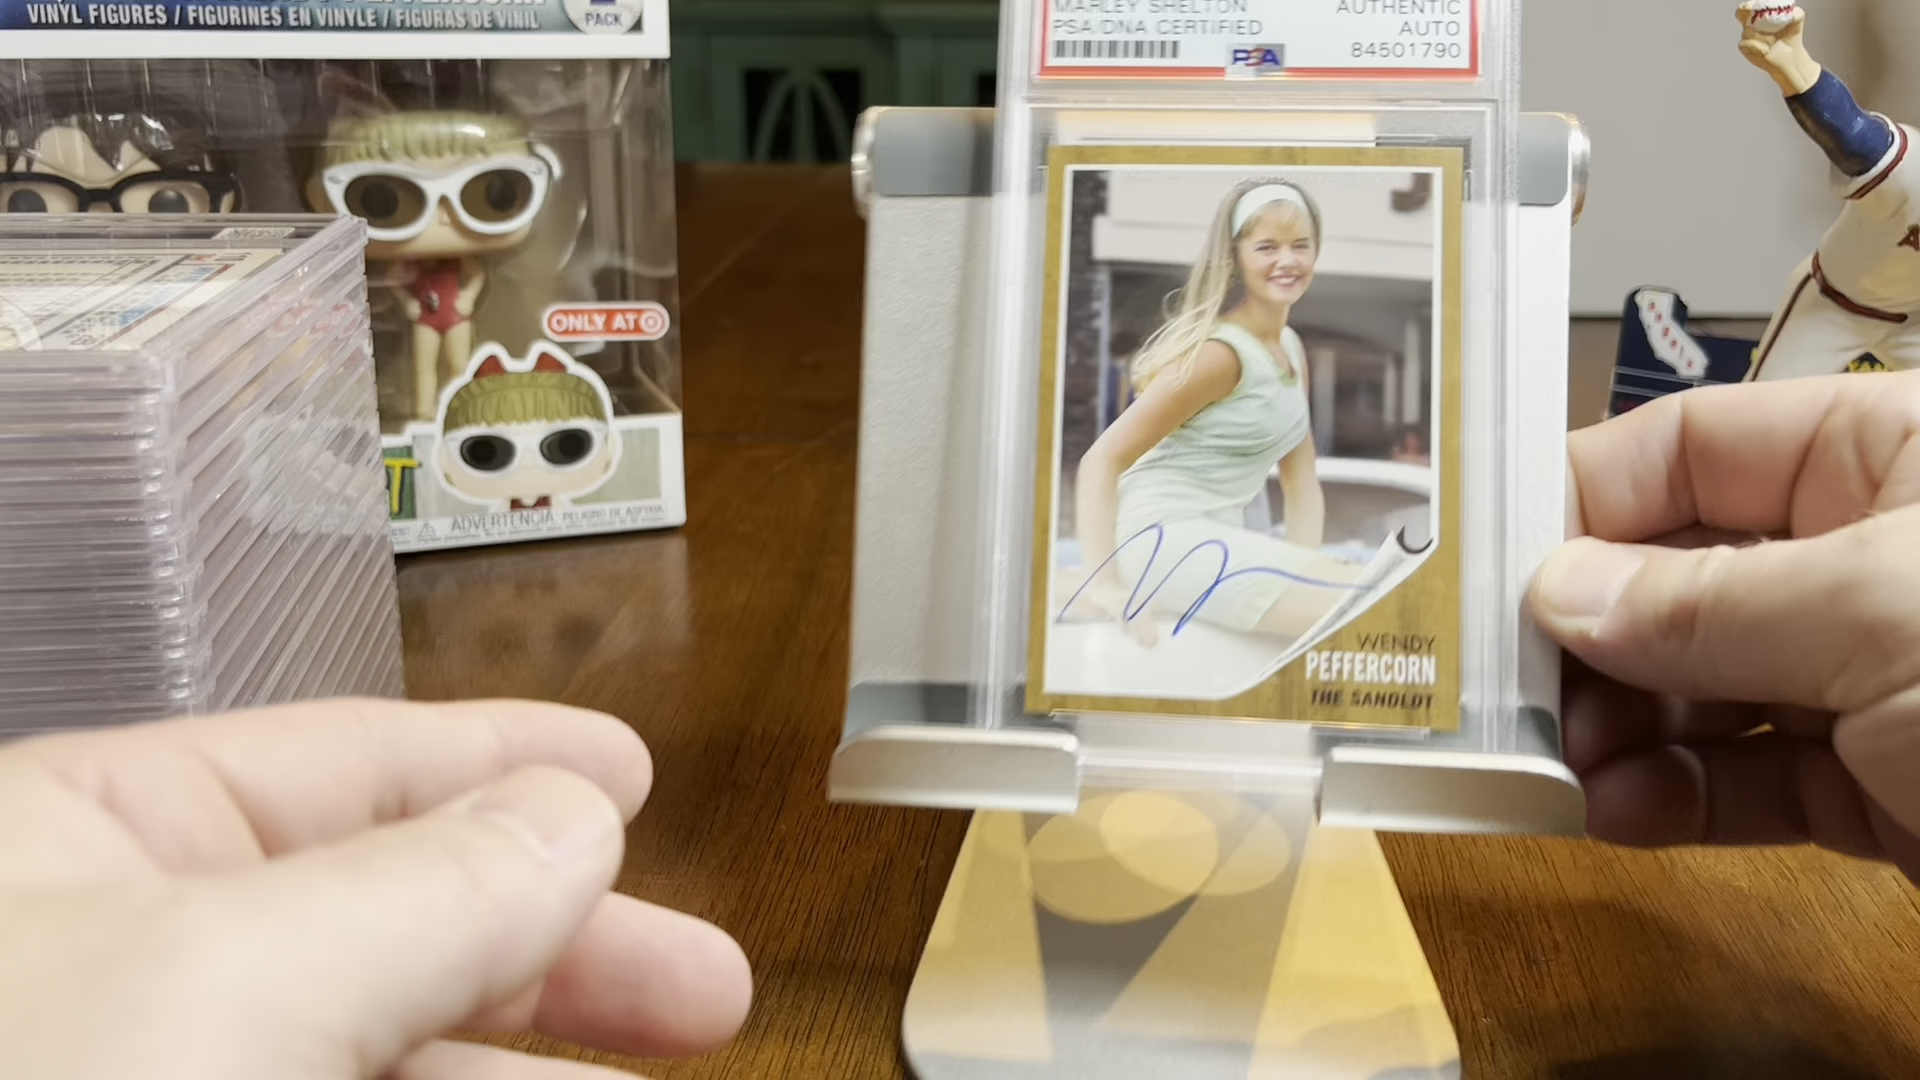 VINYL FIGURES / FIGURINES EN VINYLE / FIGURAS DE VINIL
PACK
ONLY AT
ADVERTENCIA
MARLEY SHELTON
PSA/DNA CERTIFIED
AUTHENTIC
AUTO
84501790
PSA
WENDY
PEFFERCORN
THE SANDLOT